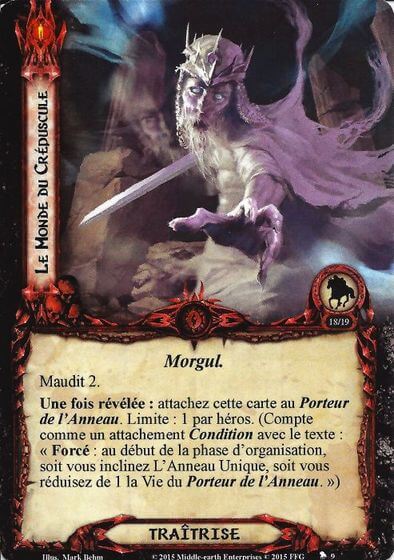 Le Monde du Crépuscule
18/19
Morgul.
Maudit 2.
Une fois révélée : attachez cette carte au Porteur
de l'Anneau. Limite : 1 par héros. (Compte
comme un attachement Condition avec le texte :
« Forcé : au début de la phase d'organisation,
soit vous inclinez L'Anneau Unique, soit vous
réduisez de 1 la Vie du Porteur de l'Anneau. »)
TRAÎTRISE
Illus. Mark Behm © 2015 Middle-earth Enterprises © 2015 FFG 9